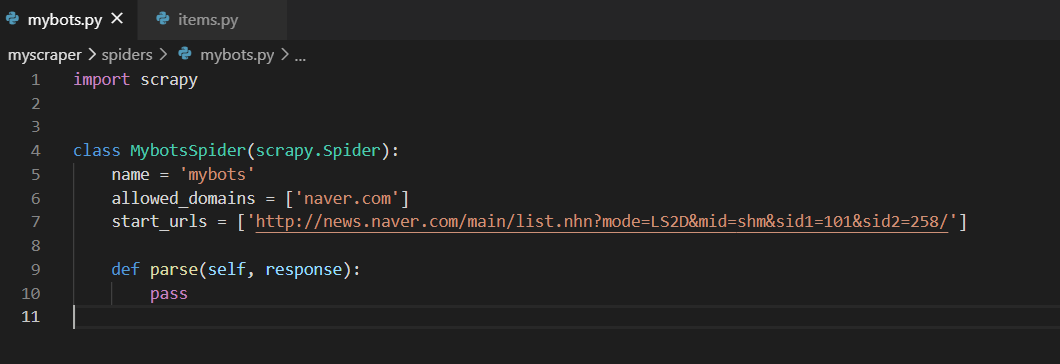 mybots.py ✕ items.py
myscraper > spiders > mybots.py > ...
1 import scrapy
2
3
4 class MybotsSpider(scrapy.Spider):
5     name = 'mybots'
6     allowed_domains = ['naver.com']
7     start_urls = ['http://news.naver.com/main/list.nhn?mode=LS2D&mid=shm&sid1=101&sid2=258/']
8
9     def parse(self, response):
10         pass
11